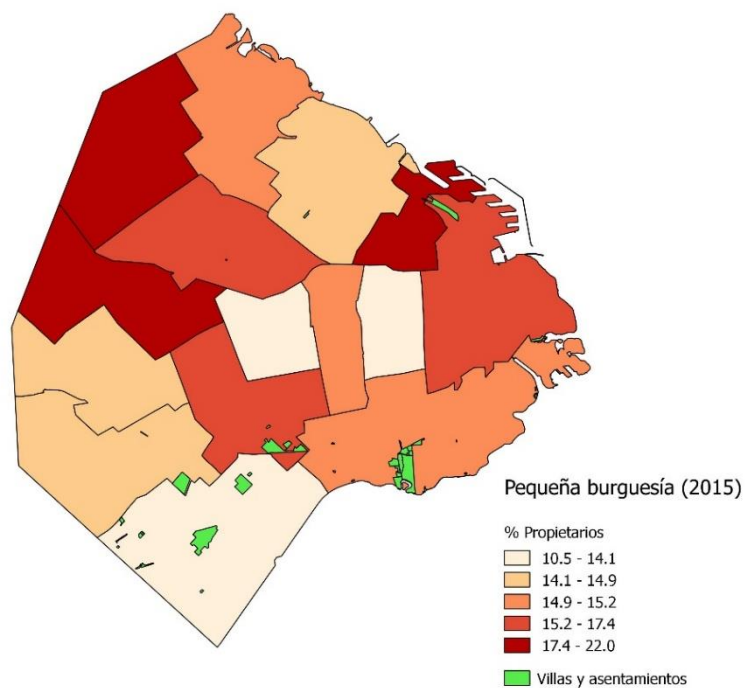 Pequeña burguesía (2015)
% Propietarios
10.5 - 14.1
14.1 - 14.9
14.9 - 15.2
15.2 - 17.4
17.4 - 22.0
Villas y asentamientos